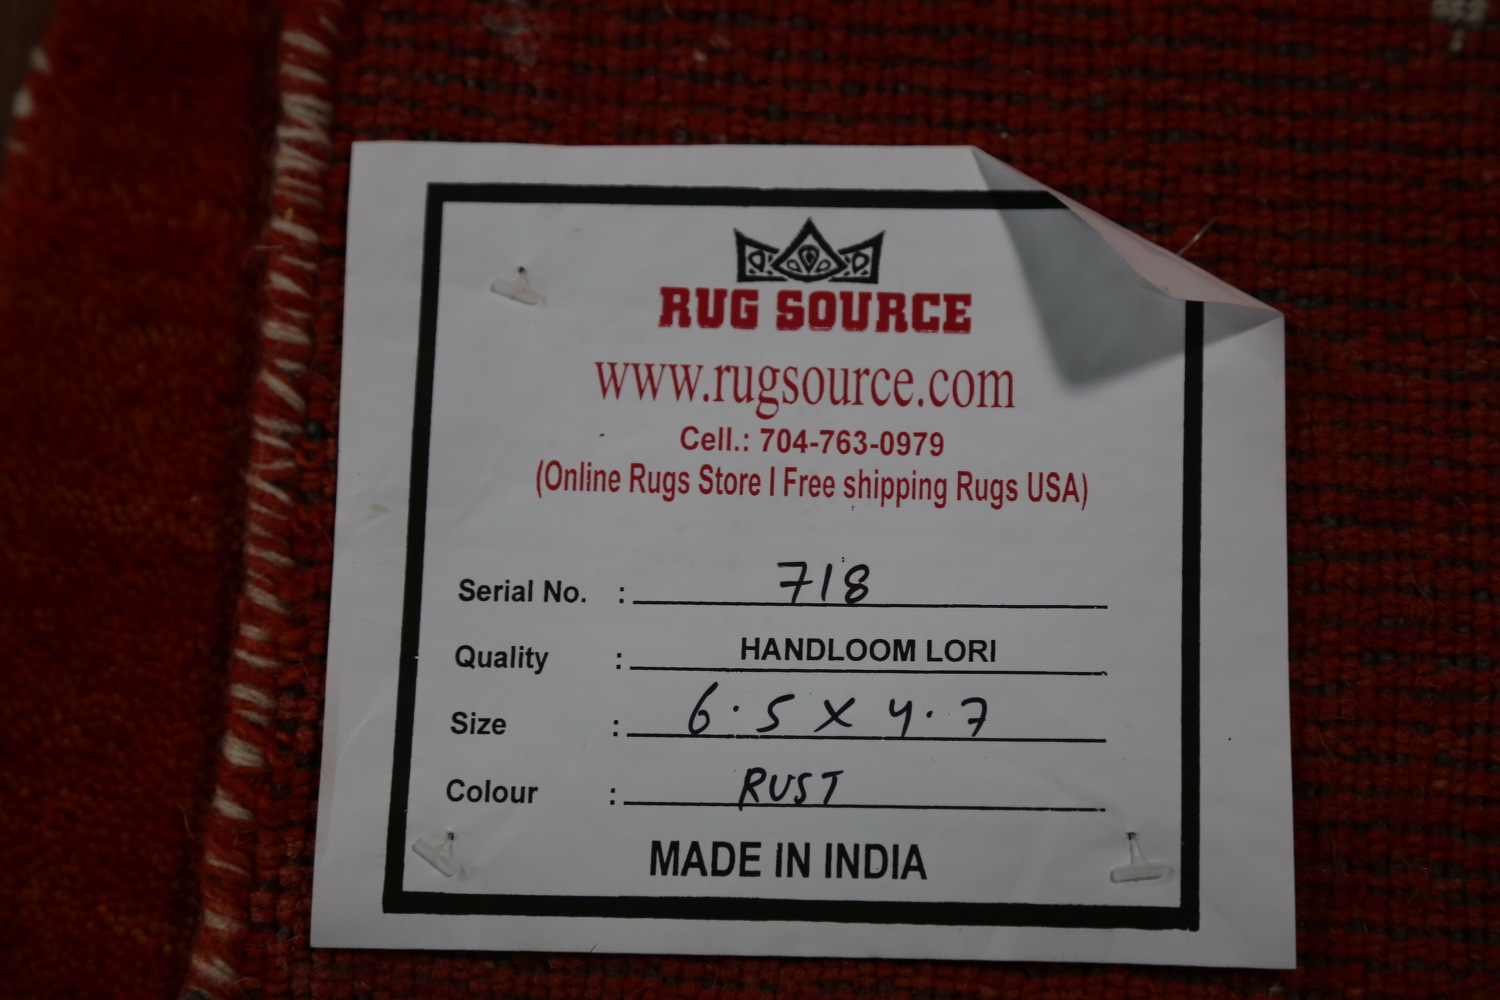 RUG SOURCE
www.rugsource.com
Cell.: 704-763-0979
(Online Rugs Store I Free shipping Rugs USA)
Serial No. : 718
Quality : HANDLOOM LORI
Size : 6.5 X 4.7
Colour : RUST
MADE IN INDIA